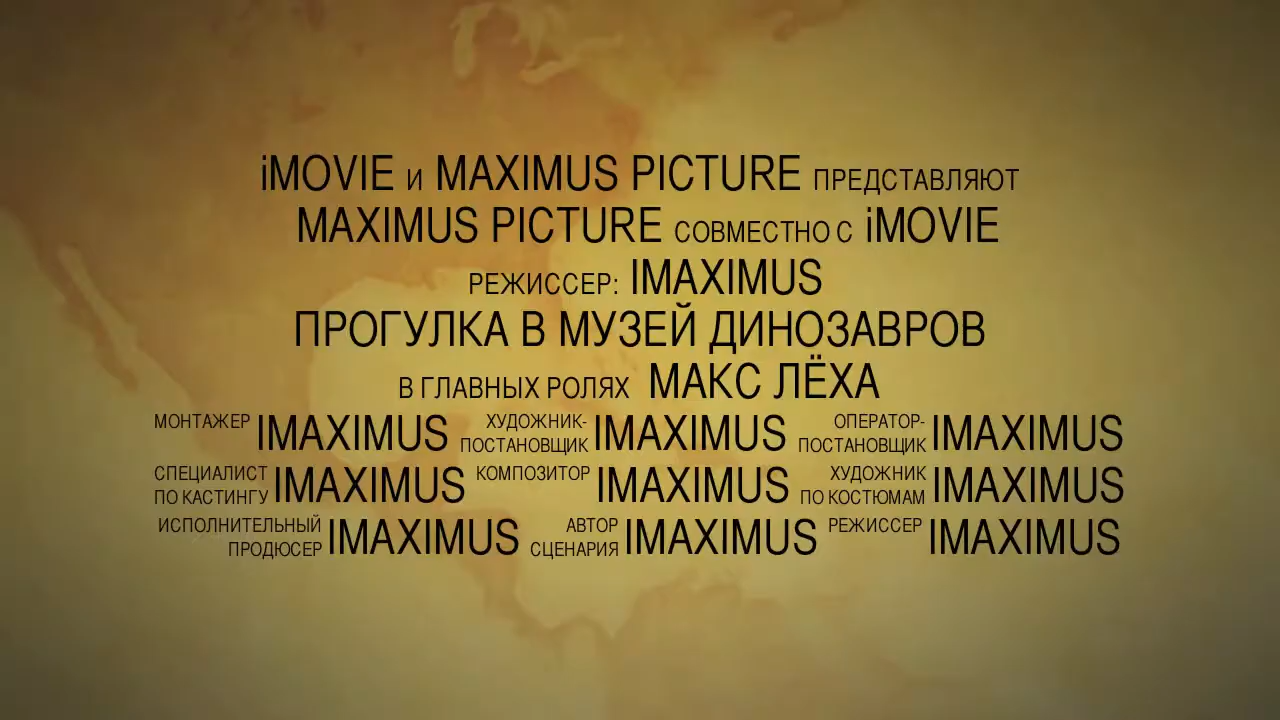 iMOVIE И MAXIMUS PICTURE ПРЕДСТАВЛЯЮТ
MAXIMUS PICTURE СОВМЕСТНО С iMOVIE
РЕЖИССЕР: IMAXIMUS
ПРОГУЛКА В МУЗЕЙ ДИНОЗАВРОВ
В ГЛАВНЫХ РОЛЯХ МАКС ЛЁХА
МОНТАЖЕР IMAXIMUS ХУДОЖНИК-ПОСТАНОВЩИК IMAXIMUS ОПЕРАТОР-ПОСТАНОВЩИК IMAXIMUS
СПЕЦИАЛИСТ ПО КАСТИНГУ IMAXIMUS КОМПОЗИТОР IMAXIMUS ХУДОЖНИК ПО КОСТЮМАМ IMAXIMUS
ИСПОЛНИТЕЛЬНЫЙ ПРОДЮСЕР IMAXIMUS АВТОР СЦЕНАРИЯ IMAXIMUS РЕЖИССЕР IMAXIMUS